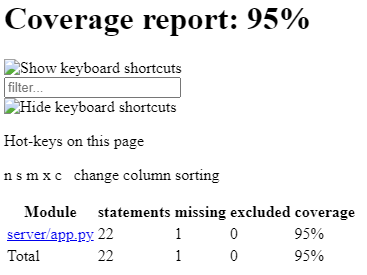 Coverage report: 95%
Show keyboard shortcuts
filter...
Hide keyboard shortcuts
Hot-keys on this page
n s m x c change column sorting
Module statements missing excluded coverage
server/app.py 22 1 0 95%
Total 22 1 0 95%